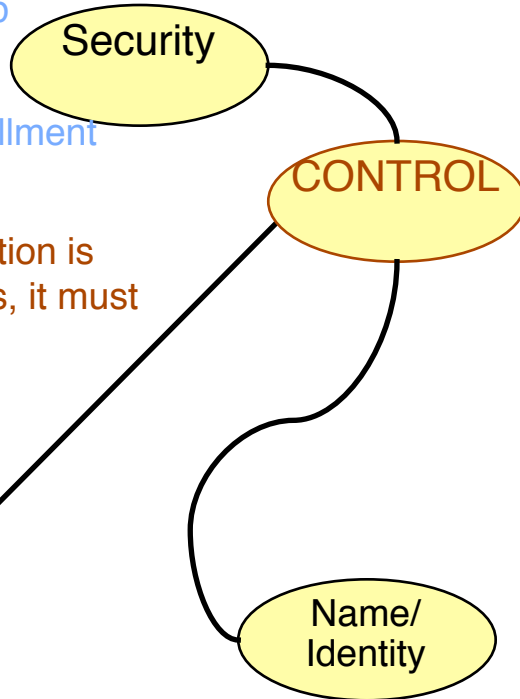 Security
llment
CONTROL
tion is
s, it must
Name/
Identity